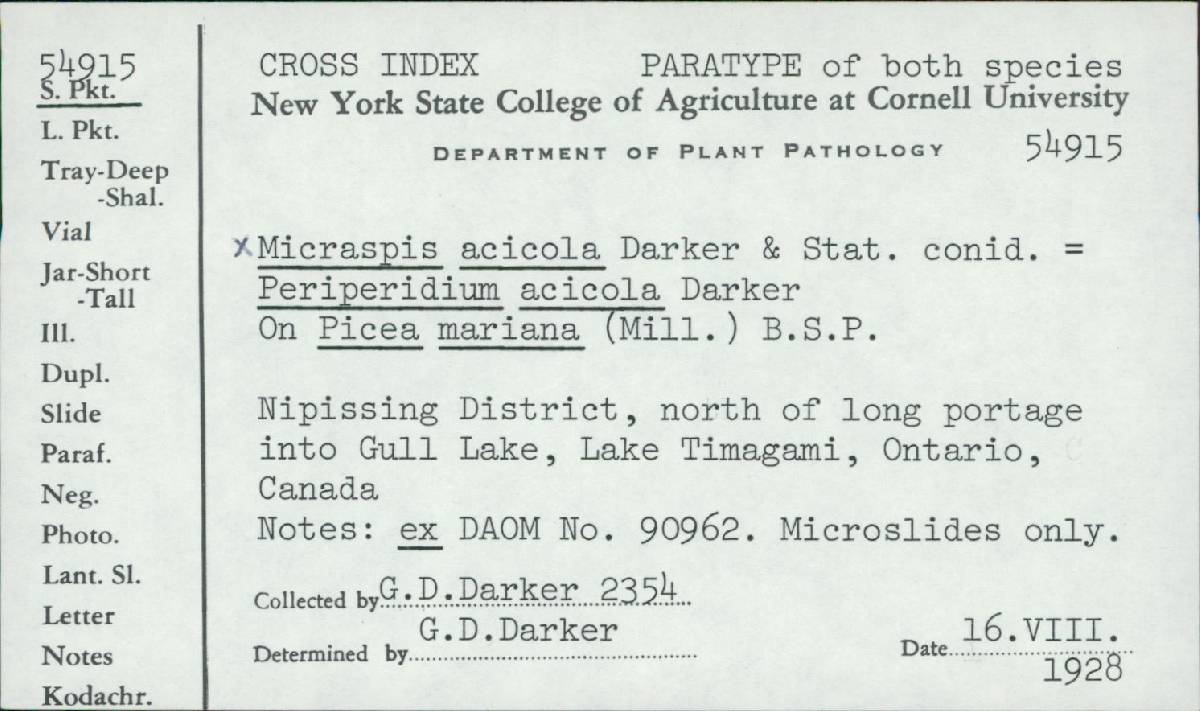 54915
S. Pkt.
L. Pkt.
Tray-Deep
-Shal.
Vial
Jar-Short
-Tall
Ill.
Dupl.
Slide
Paraf.
Neg.
Photo.
Lant. Sl.
Letter
Notes
Kodachr.
CROSS INDEX PARATYPE of both species
New York State College of Agriculture at Cornell University
DEPARTMENT OF PLANT PATHOLOGY 54915
x Micraspis acicola Darker & Stat. conid. =
Periperidium acicola Darker
On Picea mariana (Mill.) B.S.P.
Nipissing District, north of long portage
into Gull Lake, Lake Timagami, Ontario,
Canada
Notes: ex DAOM No. 90962. Microslides only.
Collected by G.D.Darker 2354
Determined by G.D.Darker
Date 16.VIII.
1928